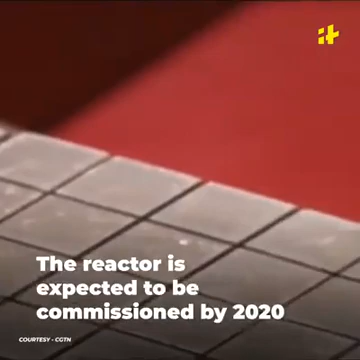 The reactor is
expected to be
commissioned by 2020
COURTESY - CGTN